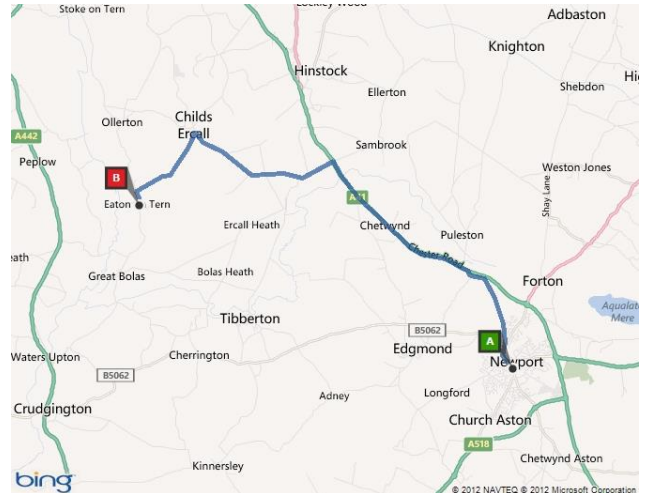 Stoke on Tern
Adbaston
Knighton
Hinstock
Shebdon
Ellerton
Childs
Ercall
Ollerton
A442
Sambrook
Peplow
Weston Jones
B
Eaton
Tern
A41
Shay Lane
Ercall Heath
Chetwynd
Puleston
Chester Road
Great Bolas
Bolas Heath
Forton
Aqualate
Mere
Tibberton
B5062
A
Edgmond
Waters Upton
Cherrington
Newport
B5062
Adney
Longford
Crudgington
Church Aston
A518
Kinnersley
Chetwynd Aston
bing
© 2012 NAVTEQ © 2012 Microsoft Corporation